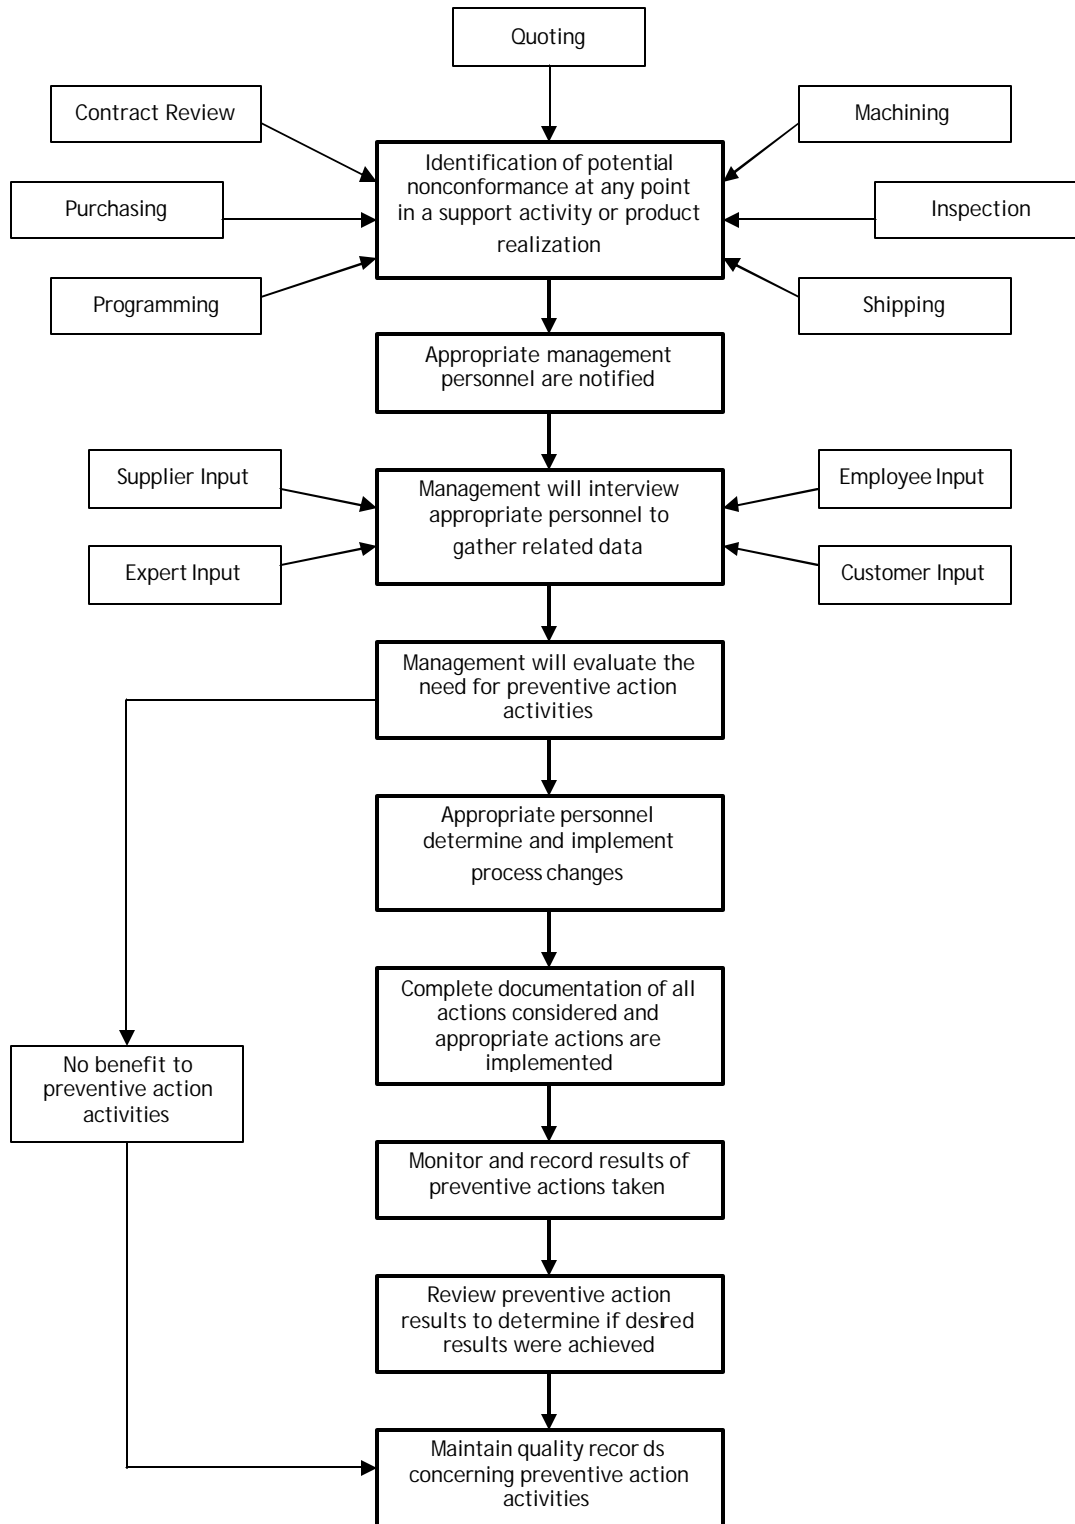 Quoting
Contract Review
Machining
Identification of potential
nonconformance at any point
in a support activity or product
realization
Purchasing
Inspection
Programming
Shipping
Appropriate management
personnel are notified
Supplier Input
Employee Input
Management will interview
appropriate personnel to
gather related data
Expert Input
Customer Input
Management will evaluate the
need for preventive action
activities
Appropriate personnel
determine and implement
process changes
Complete documentation of all
actions considered and
appropriate actions are
implemented
No benefit to
preventive action
activities
Monitor and record results of
preventive actions taken
Review preventive action
results to determine if desired
results were achieved
Maintain quality records
concerning preventive action
activities